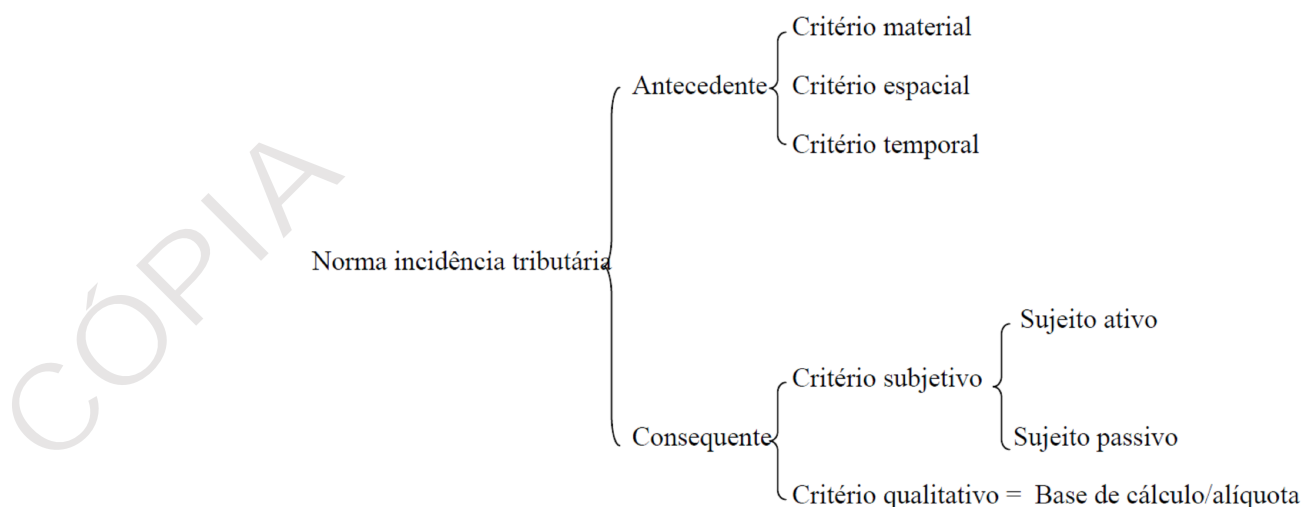 Critério material
Antecedente Critério espacial
Critério temporal
CÓPIA
Norma incidência tributária
Sujeito ativo
Critério subjetivo
Consequente Sujeito passivo
Critério qualitativo = Base de cálculo/alíquota